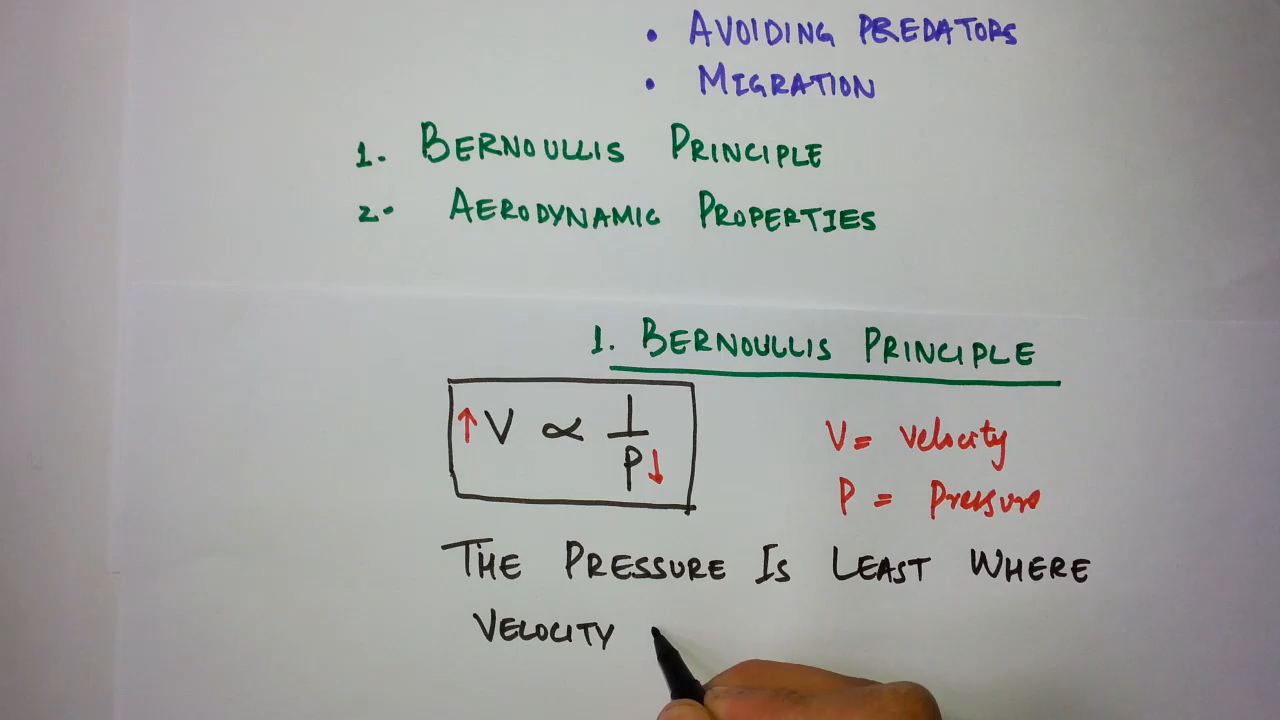 • AVOIDING PREDATORS
• MIGRATION
1. BERNOULLIS PRINCIPLE
2. AERODYNAMIC PROPERTIES
1. BERNOULLIS PRINCIPLE
↑ V ∝ 1/P ↓
V = Velocity
P = Pressure
THE PRESSURE IS LEAST WHERE
VELOCITY